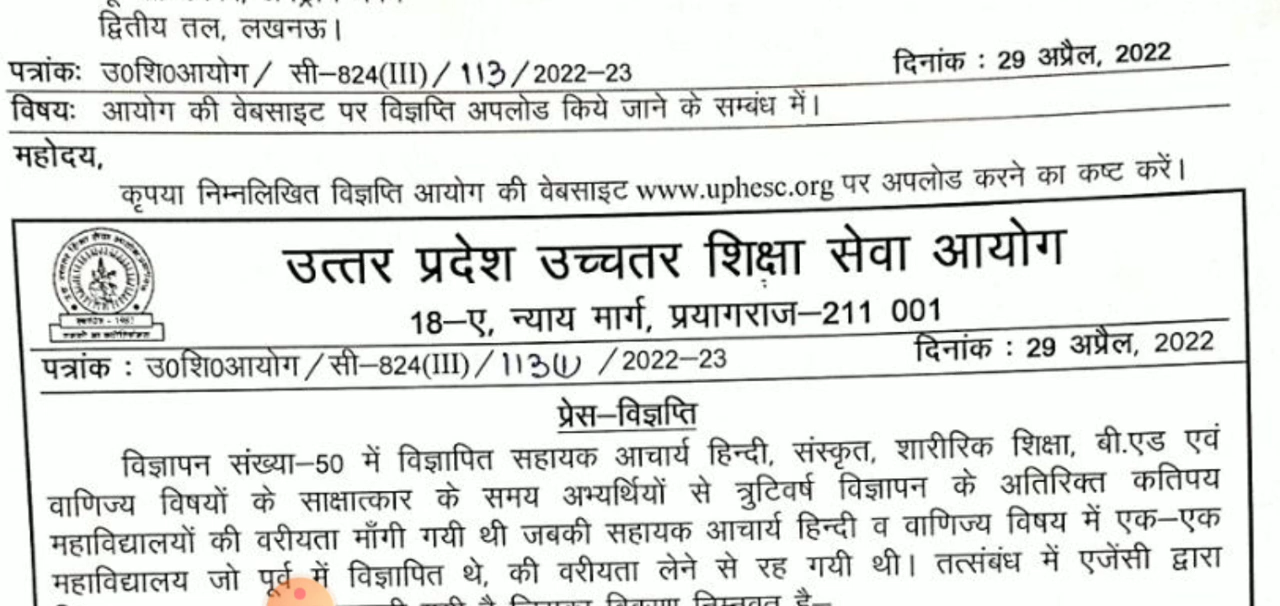 द्वितीय तल, लखनऊ।
पत्रांकः उ0शि0आयोग / सी–824(III) / 113 / 2022–23 दिनांक : 29 अप्रैल, 2022
विषयः आयोग की वेबसाइट पर विज्ञप्ति अपलोड किये जाने के सम्बंध में।
महोदय,
कृपया निम्नलिखित विज्ञप्ति आयोग की वेबसाइट www.uphesc.org पर अपलोड करने का कष्ट करें।
उत्तर प्रदेश उच्चतर शिक्षा सेवा आयोग
18–ए, न्याय मार्ग, प्रयागराज–211 001
पत्रांक : उ0शि0आयोग / सी–824(III) / 113(1) / 2022–23 दिनांक : 29 अप्रैल, 2022
प्रेस–विज्ञप्ति
विज्ञापन संख्या–50 में विज्ञापित सहायक आचार्य हिन्दी, संस्कृत, शारीरिक शिक्षा, बी.एड एवं
वाणिज्य विषयों के साक्षात्कार के समय अभ्यर्थियों से त्रुटिवर्ष विज्ञापन के अतिरिक्त कतिपय
महाविद्यालयों की वरीयता माँगी गयी थी जबकी सहायक आचार्य हिन्दी व वाणिज्य विषय में एक–एक
महाविद्यालय जो पूर्व में विज्ञापित थे, की वरीयता लेने से रह गयी थी। तत्संबंध में एजेंसी द्वारा